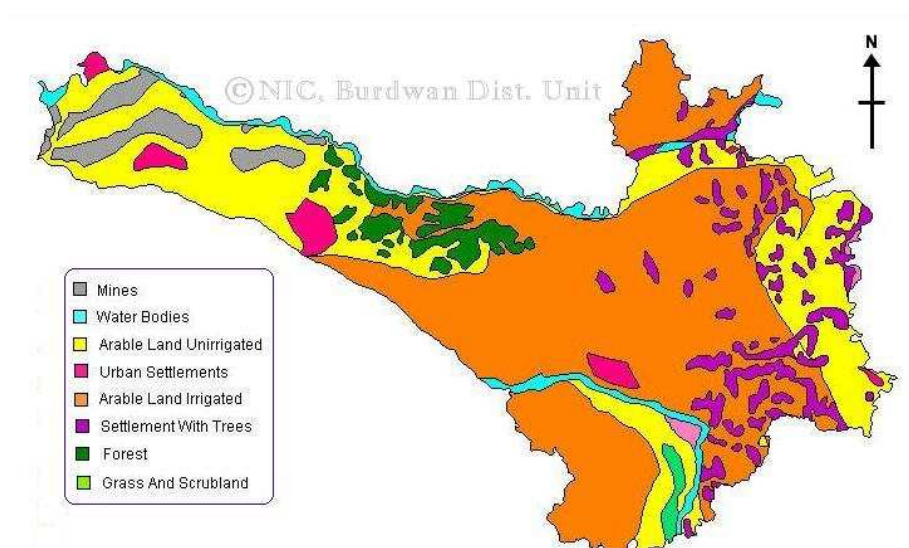 N
© NIC, Burdwan Dist. Unit
Mines
Water Bodies
Arable Land Unirrigated
Urban Settlements
Arable Land Irrigated
Settlement With Trees
Forest
Grass And Scrubland